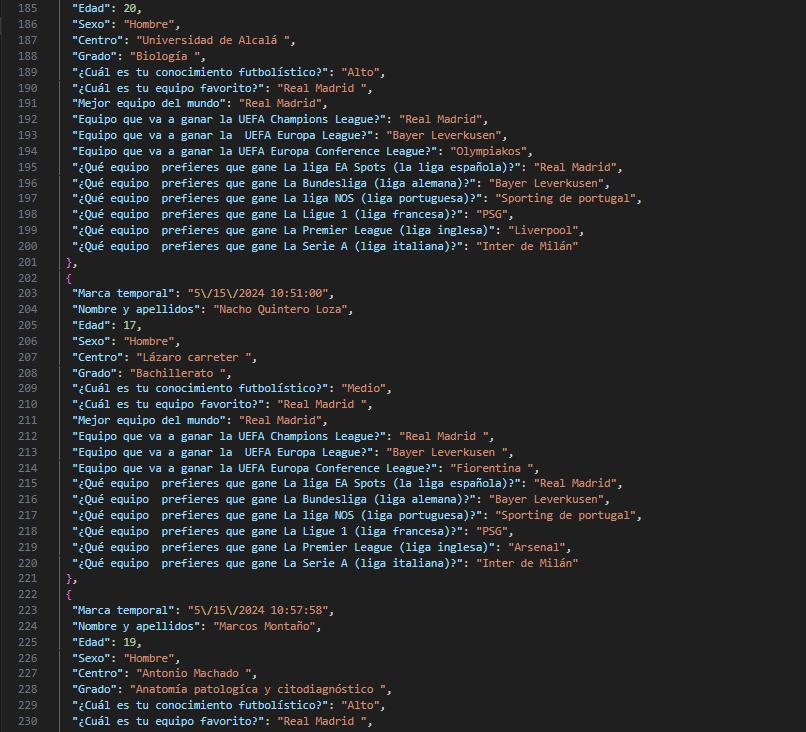 185 "Edad": 20,
186 "Sexo": "Hombre",
187 "Centro": "Universidad de Alcalá ",
188 "Grado": "Biología ",
189 "¿Cuál es tu conocimiento futbolístico?": "Alto",
190 "¿Cuál es tu equipo favorito?": "Real Madrid ",
191 "Mejor equipo del mundo": "Real Madrid",
192 "Equipo que va a ganar la UEFA Champions League?": "Real Madrid",
193 "Equipo que va a ganar la  UEFA Europa League?": "Bayer Leverkusen",
194 "Equipo que va a ganar la UEFA Europa Conference League?": "Olympiakos",
195 "¿Qué equipo  prefieres que gane La liga EA Spots (la liga española)?": "Real Madrid",
196 "¿Qué equipo  prefieres que gane La Bundesliga (liga alemana)?": "Bayer Leverkusen",
197 "¿Qué equipo  prefieres que gane La liga NOS (liga portuguesa)?": "Sporting de portugal",
198 "¿Qué equipo  prefieres que gane La Ligue 1 (liga francesa)?": "PSG",
199 "¿Qué equipo  prefieres que gane La Premier League (liga inglesa)": "Liverpool",
200 "¿Qué equipo  prefieres que gane La Serie A (liga italiana)?": "Inter de Milán"
201 },
202 {
203 "Marca temporal": "5\/15\/2024 10:51:00",
204 "Nombre y apellidos": "Nacho Quintero Loza",
205 "Edad": 17,
206 "Sexo": "Hombre",
207 "Centro": "Lázaro carreter ",
208 "Grado": "Bachillerato ",
209 "¿Cuál es tu conocimiento futbolístico?": "Medio",
210 "¿Cuál es tu equipo favorito?": "Real Madrid ",
211 "Mejor equipo del mundo": "Real Madrid",
212 "Equipo que va a ganar la UEFA Champions League?": "Real Madrid ",
213 "Equipo que va a ganar la  UEFA Europa League?": "Bayer Leverkusen ",
214 "Equipo que va a ganar la UEFA Europa Conference League?": "Fiorentina ",
215 "¿Qué equipo  prefieres que gane La liga EA Spots (la liga española)?": "Real Madrid",
216 "¿Qué equipo  prefieres que gane La Bundesliga (liga alemana)?": "Bayer Leverkusen",
217 "¿Qué equipo  prefieres que gane La liga NOS (liga portuguesa)?": "Sporting de portugal",
218 "¿Qué equipo  prefieres que gane La Ligue 1 (liga francesa)?": "PSG",
219 "¿Qué equipo  prefieres que gane La Premier League (liga inglesa)": "Arsenal",
220 "¿Qué equipo  prefieres que gane La Serie A (liga italiana)?": "Inter de Milán"
221 },
222 {
223 "Marca temporal": "5\/15\/2024 10:57:58",
224 "Nombre y apellidos": "Marcos Montaño",
225 "Edad": 19,
226 "Sexo": "Hombre",
227 "Centro": "Antonio Machado ",
228 "Grado": "Anatomía patologíca y citodiagnóstico ",
229 "¿Cuál es tu conocimiento futbolístico?": "Alto",
230 "¿Cuál es tu equipo favorito?": "Real Madrid ",